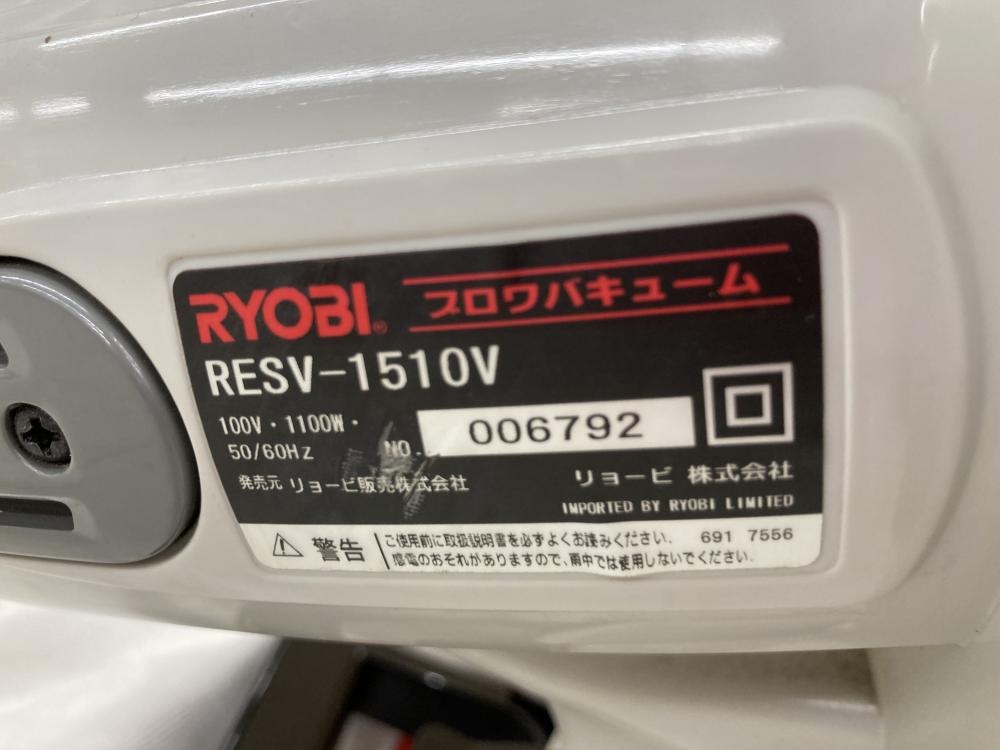 RYOBI® ブロワバキューム
RESV-1510V
100V・1100W・
50/60Hz NO. 006792
発売元 リョービ販売株式会社
リョービ 株式会社
IMPORTED BY RYOBI LIMITED
警告
ご使用前に取扱説明書を必ずよくお読みください。 691 7556
感電のおそれがありますので、雨中では使用しないでください。